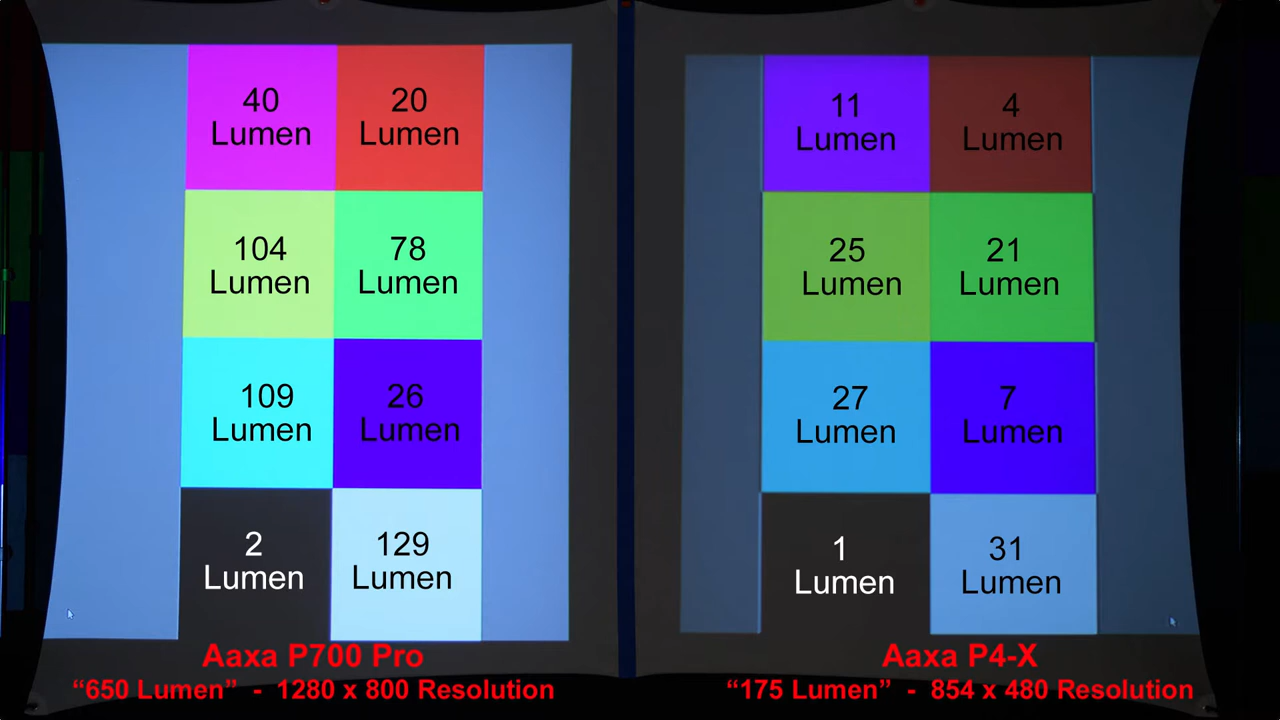 40
Lumen
20
Lumen
104
Lumen
78
Lumen
109
Lumen
26
Lumen
2
Lumen
129
Lumen
Aaxa P700 Pro
“650 Lumen” - 1280 x 800 Resolution
11
Lumen
4
Lumen
25
Lumen
21
Lumen
27
Lumen
7
Lumen
1
Lumen
31
Lumen
Aaxa P4-X
“175 Lumen” - 854 x 480 Resolution